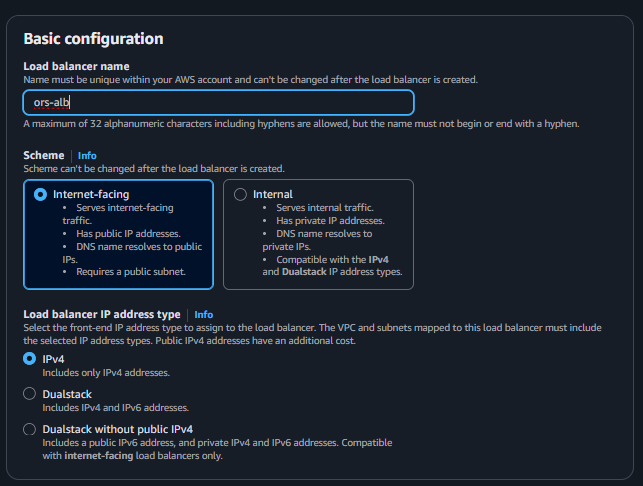 Basic configuration
Load balancer name
Name must be unique within your AWS account and can't be changed after the load balancer is created.
ors-alb
A maximum of 32 alphanumeric characters including hyphens are allowed, but the name must not begin or end with a hyphen.
Scheme | Info
Scheme can't be changed after the load balancer is created.
Internet-facing
• Serves internet-facing
traffic.
• Has public IP addresses.
• DNS name resolves to public
IPs.
• Requires a public subnet.
Internal
• Serves internal traffic.
• Has private IP addresses.
• DNS name resolves to
private IPs.
• Compatible with the IPv4
and Dualstack IP address types.
Load balancer IP address type | Info
Select the front-end IP address type to assign to the load balancer. The VPC and subnets mapped to this load balancer must include
the selected IP address types. Public IPv4 addresses have an additional cost.
IPv4
Includes only IPv4 addresses.
Dualstack
Includes IPv4 and IPv6 addresses.
Dualstack without public IPv4
Includes a public IPv6 address, and private IPv4 and IPv6 addresses. Compatible
with internet-facing load balancers only.